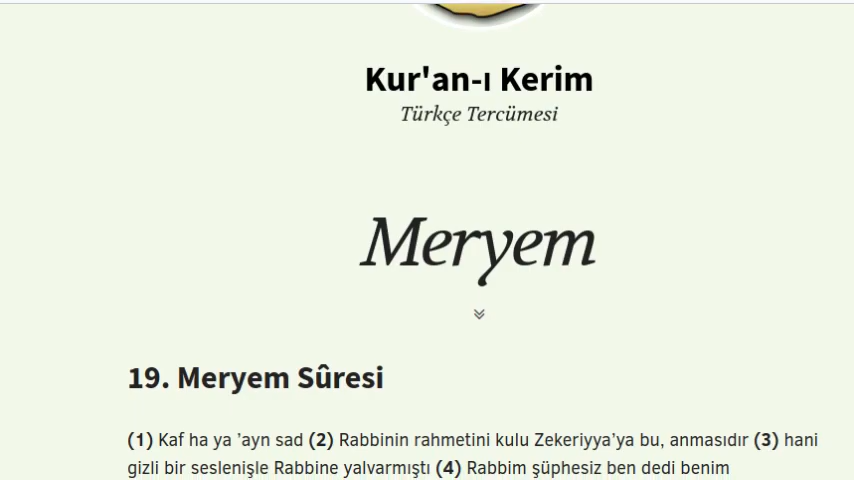 Kur'an-ı Kerim
Türkçe Tercümesi
Meryem
19. Meryem Sûresi
(1) Kaf ha ya ’ayn sad (2) Rabbinin rahmetini kulu Zekeriyya’ya bu, anmasıdır (3) hani
gizli bir seslenişle Rabbine yalvarmıştı (4) Rabbim şüphesiz ben dedi benim